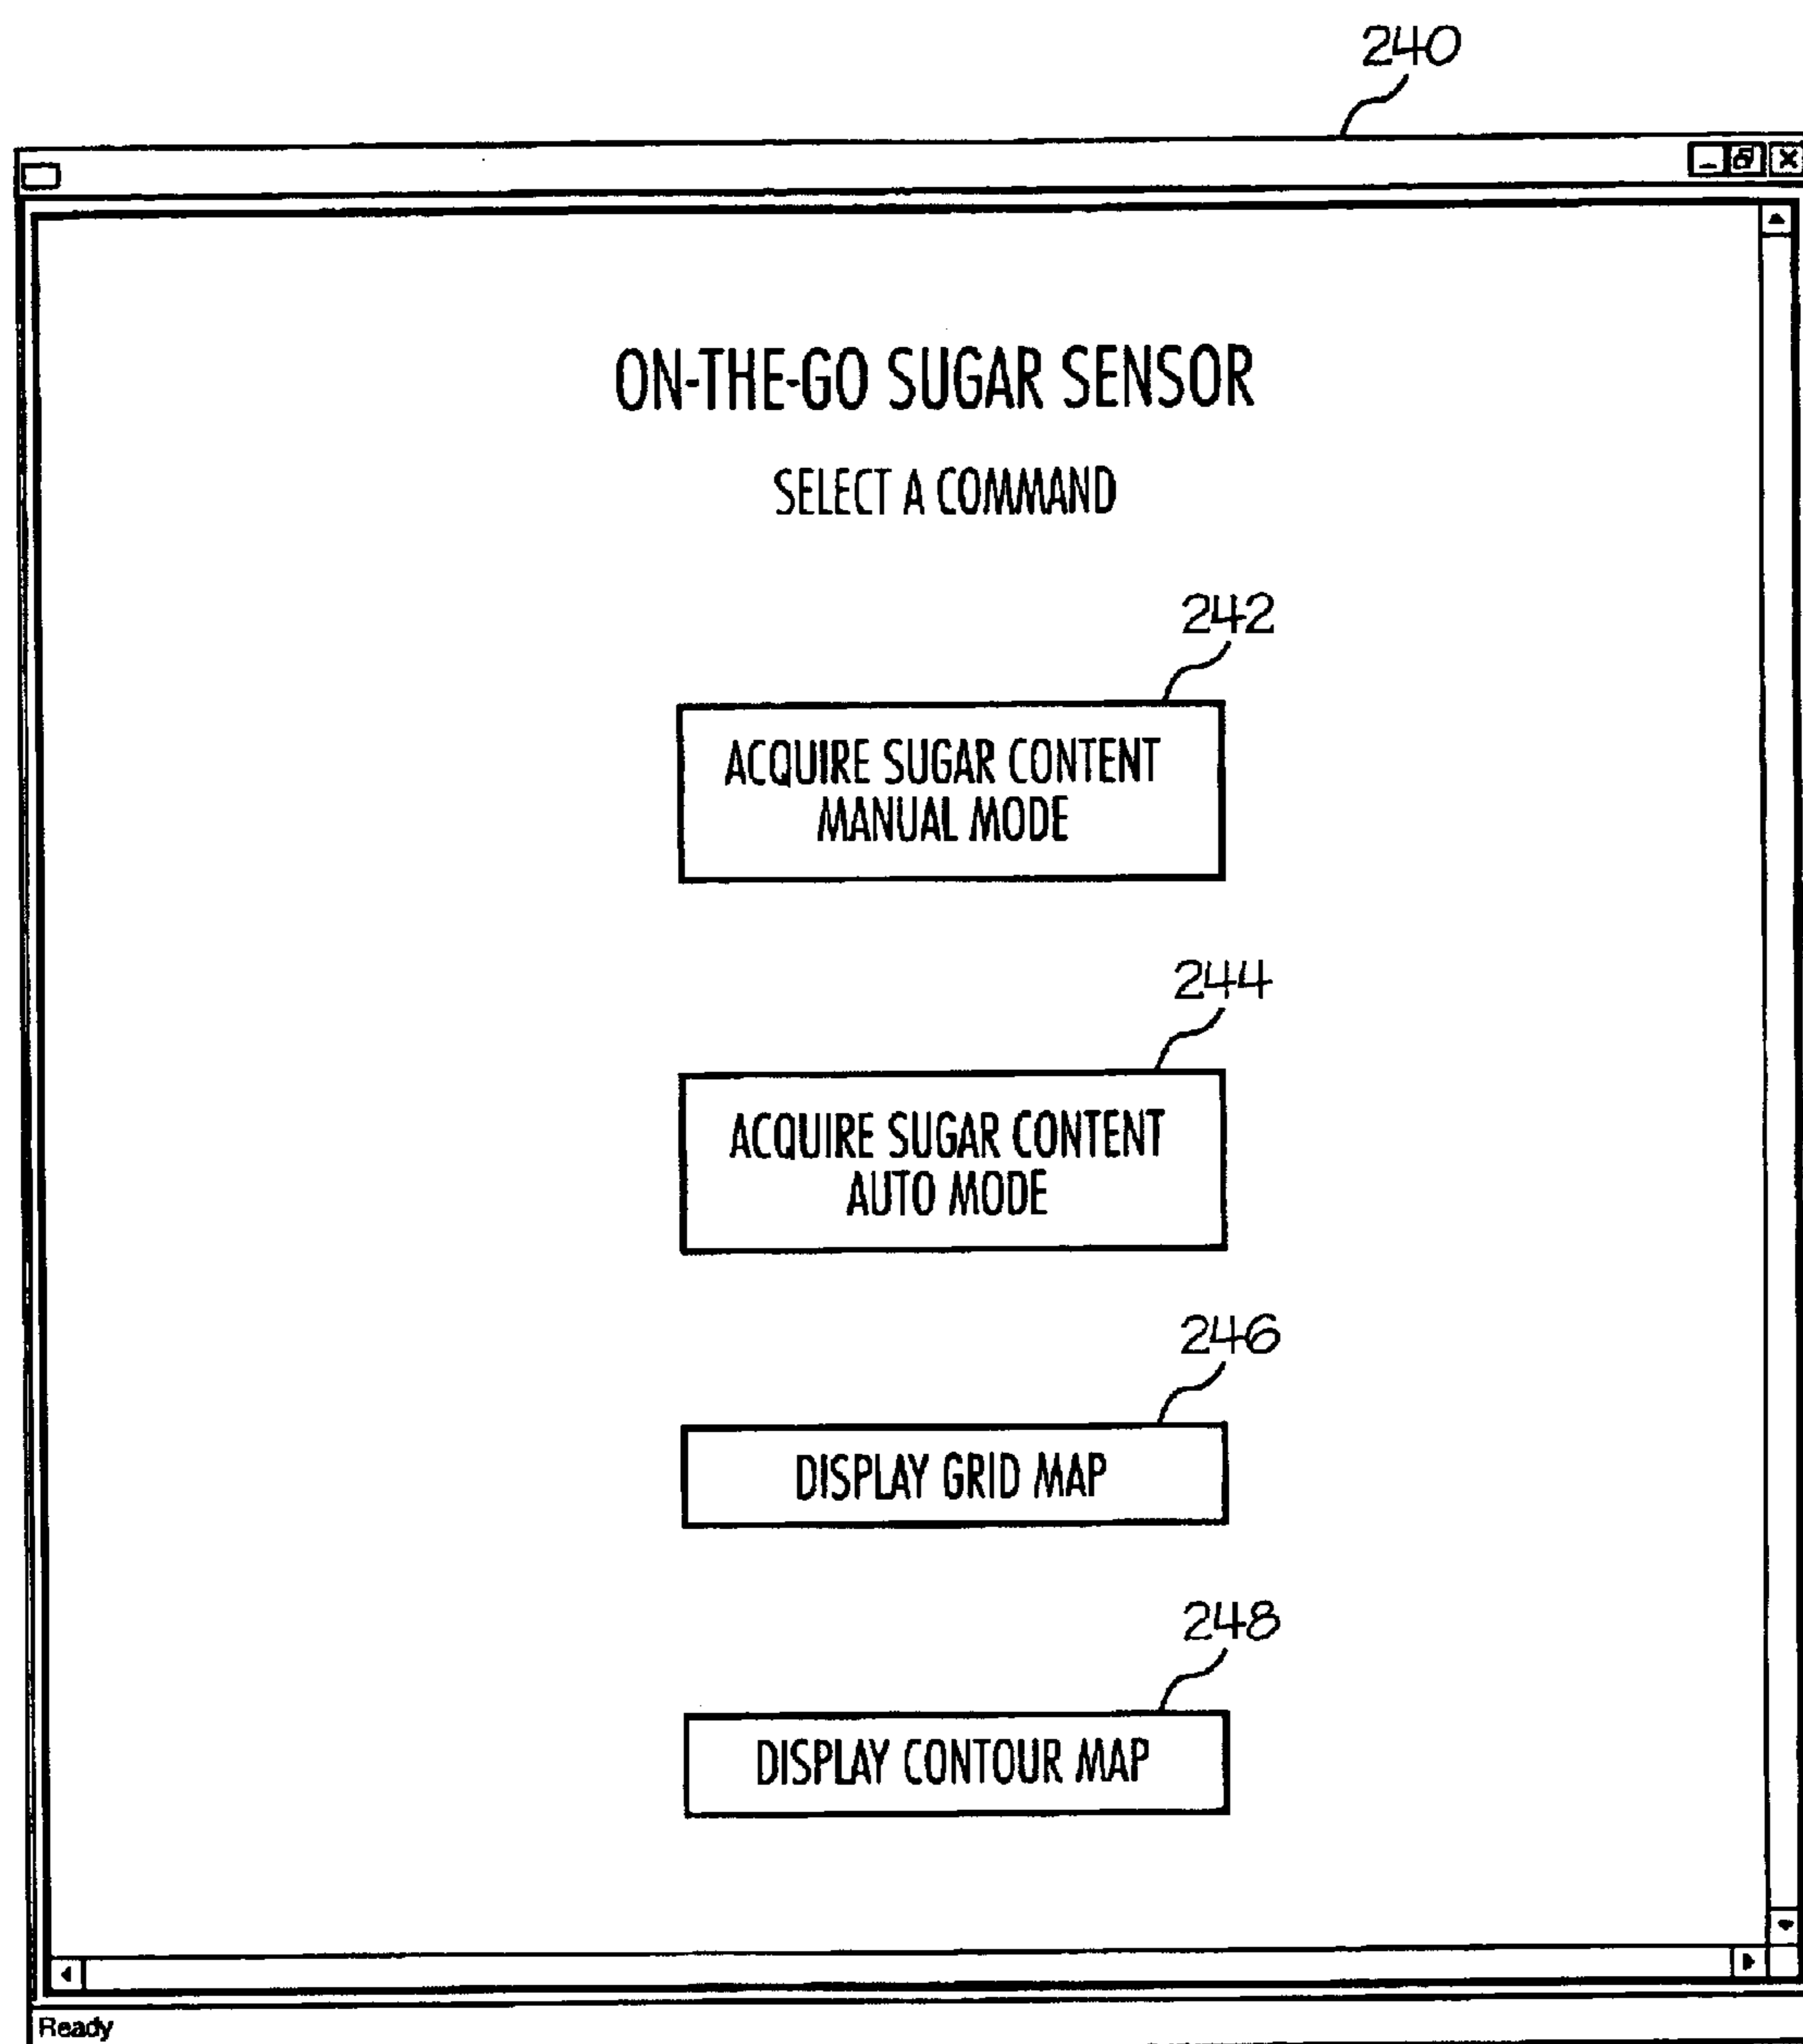 240
ON-THE-GO SUGAR SENSOR
SELECT A COMMAND
242
ACQUIRE SUGAR CONTENT
MANUAL MODE
244
ACQUIRE SUGAR CONTENT
AUTO MODE
246
DISPLAY GRID MAP
248
DISPLAY CONTOUR MAP
Ready